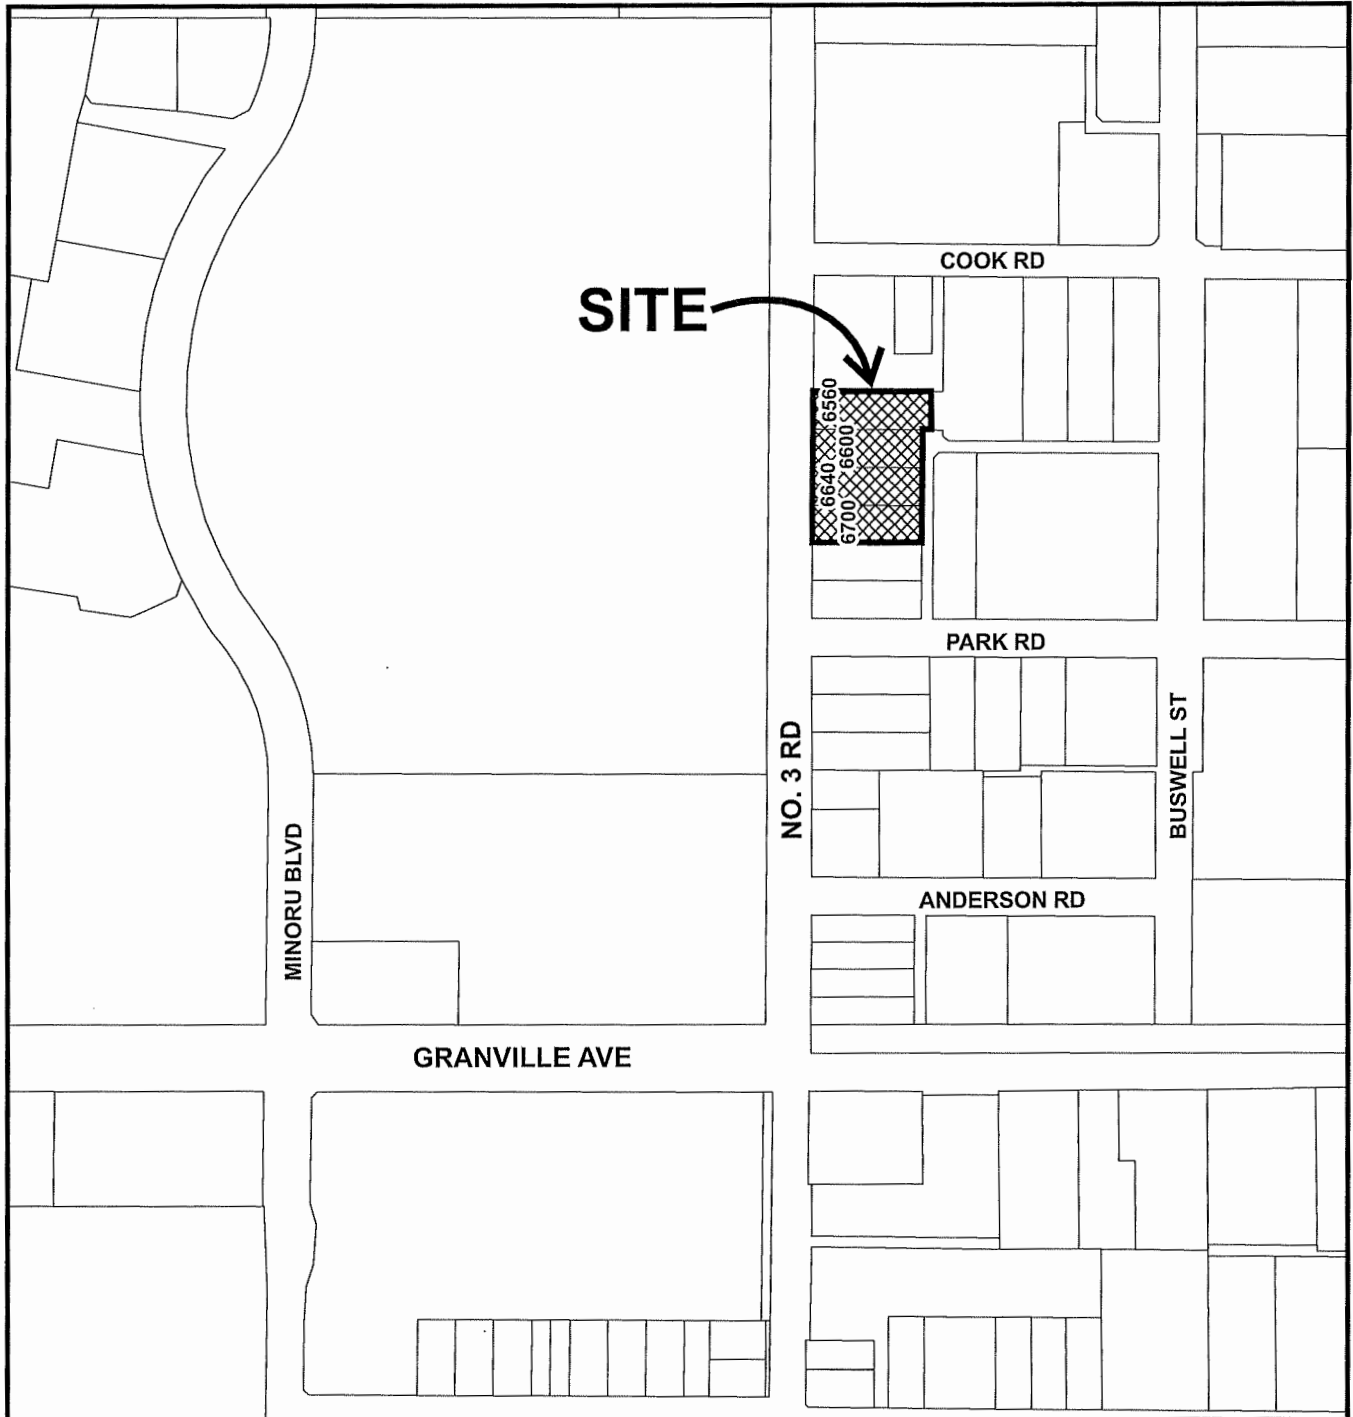 COOK RD
SITE
6560
6600
6640
6700
PARK RD
NO. 3 RD
BUSWELL ST
MINORU BLVD
ANDERSON RD
GRANVILLE AVE